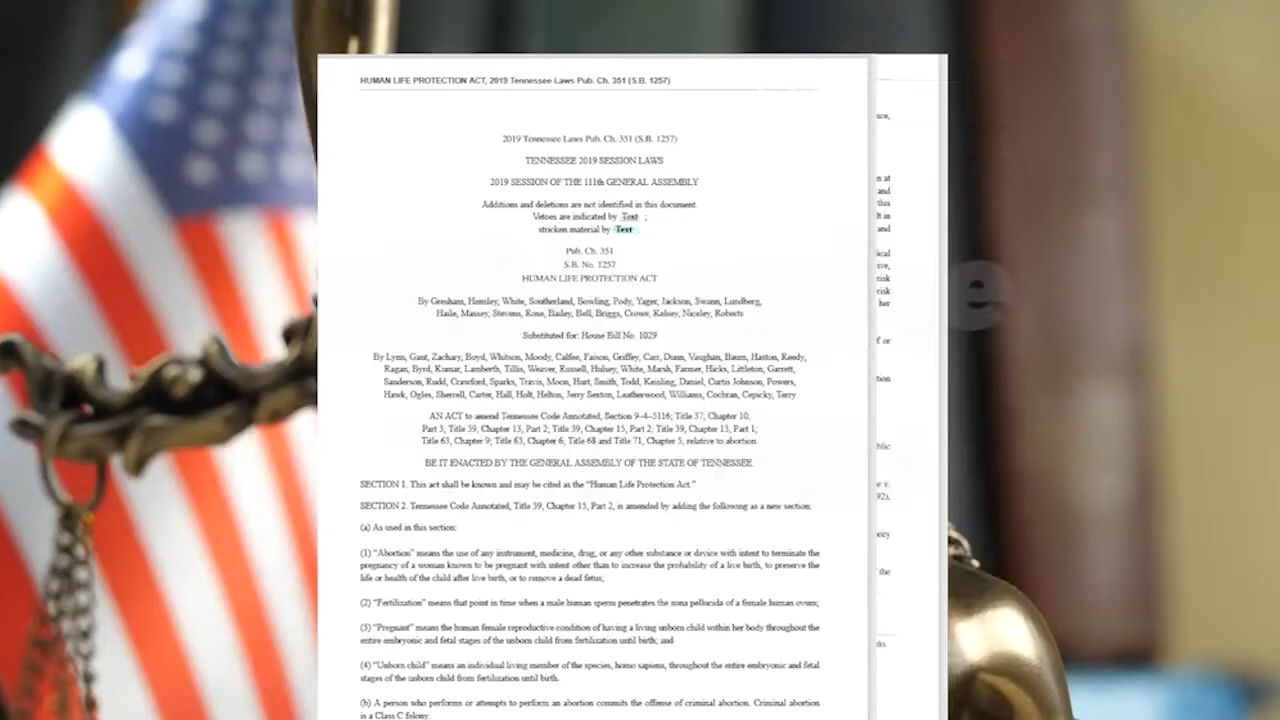 HUMAN LIFE PROTECTION ACT, 2019 Tennessee Laws Pub. Ch. 351 (S.B. 1257)
2019 Tennessee Laws Pub. Ch. 351 (S.B. 1257)
TENNESSEE 2019 SESSION LAWS
2019 SESSION OF THE 111th GENERAL ASSEMBLY
Additions and deletions are not identified in this document.
Vetoes are indicated by Text ;
stricken material by Text
Pub. Ch. 351
S.B. No. 1257
HUMAN LIFE PROTECTION ACT
By Gresham, Hensley, White, Southerland, Bowling, Pody, Yager, Jackson, Swann, Lundberg,
Haile, Massey, Stevens, Rose, Bailey, Bell, Briggs, Crowe, Kelsey, Niceley, Roberts
Substituted for: House Bill No. 1029
By Lynn, Gant, Zachary, Boyd, Whitson, Moody, Calfee, Faison, Griffey, Carr, Dunn, Vaughan, Baum, Haston, Reedy,
Ragan, Byrd, Kumar, Lamberth, Tillis, Weaver, Russell, Hulsey, White, Marsh, Farmer, Hicks, Littleton, Garrett,
Sanderson, Rudd, Crawford, Sparks, Travis, Moon, Hurt, Smith, Todd, Keisling, Daniel, Curtis Johnson, Powers,
Hawk, Ogles, Sherrell, Carter, Hall, Holt, Helton, Jerry Sexton, Leatherwood, Williams, Cochran, Cepicky, Terry
AN ACT to amend Tennessee Code Annotated, Section 9-4-5116; Title 37, Chapter 10,
Part 3; Title 39, Chapter 13, Part 2; Title 39, Chapter 15, Part 2; Title 39, Chapter 13, Part 1;
Title 63, Chapter 9; Title 63, Chapter 6; Title 68 and Title 71, Chapter 5, relative to abortion.
BE IT ENACTED BY THE GENERAL ASSEMBLY OF THE STATE OF TENNESSEE.
SECTION 1. This act shall be known and may be cited as the “Human Life Protection Act.”
SECTION 2. Tennessee Code Annotated, Title 39, Chapter 15, Part 2, is amended by adding the following as a new section:
(a) As used in this section:
(1) “Abortion” means the use of any instrument, medicine, drug, or any other substance or device with intent to terminate the
pregnancy of a woman known to be pregnant with intent other than to increase the probability of a live birth, to preserve the
life or health of the child after live birth, or to remove a dead fetus;
(2) “Fertilization” means that point in time when a male human sperm penetrates the zona pellucida of a female human ovum;
(3) “Pregnant” means the human female reproductive condition of having a living unborn child within her body throughout the
entire embryonic and fetal stages of the unborn child from fertilization until birth; and
(4) “Unborn child” means an individual living member of the species, homo sapiens, throughout the entire embryonic and fetal
stages of the unborn child from fertilization until birth.
(b) A person who performs or attempts to perform an abortion commits the offense of criminal abortion. Criminal abortion
is a Class C felony.